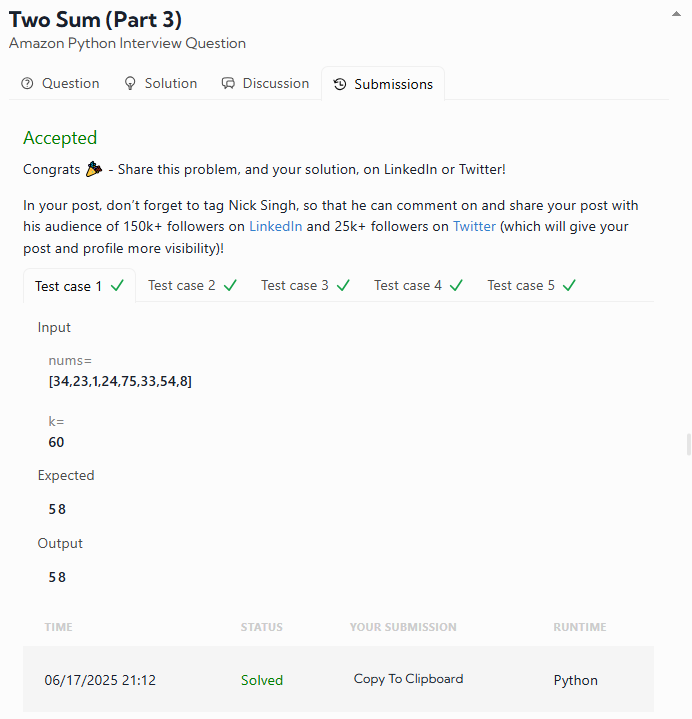 Two Sum (Part 3)
Amazon Python Interview Question
Question Solution Discussion Submissions
Accepted
Congrats 🎉 - Share this problem, and your solution, on LinkedIn or Twitter!
In your post, don’t forget to tag Nick Singh, so that he can comment on and share your post with
his audience of 150k+ followers on LinkedIn and 25k+ followers on Twitter (which will give your
post and profile more visibility)!
Test case 1 ✓ Test case 2 ✓ Test case 3 ✓ Test case 4 ✓ Test case 5 ✓
Input
nums=
[34,23,1,24,75,33,54,8]
k=
60
Expected
58
Output
58
TIME STATUS YOUR SUBMISSION RUNTIME
06/17/2025 21:12 Solved Copy To Clipboard Python